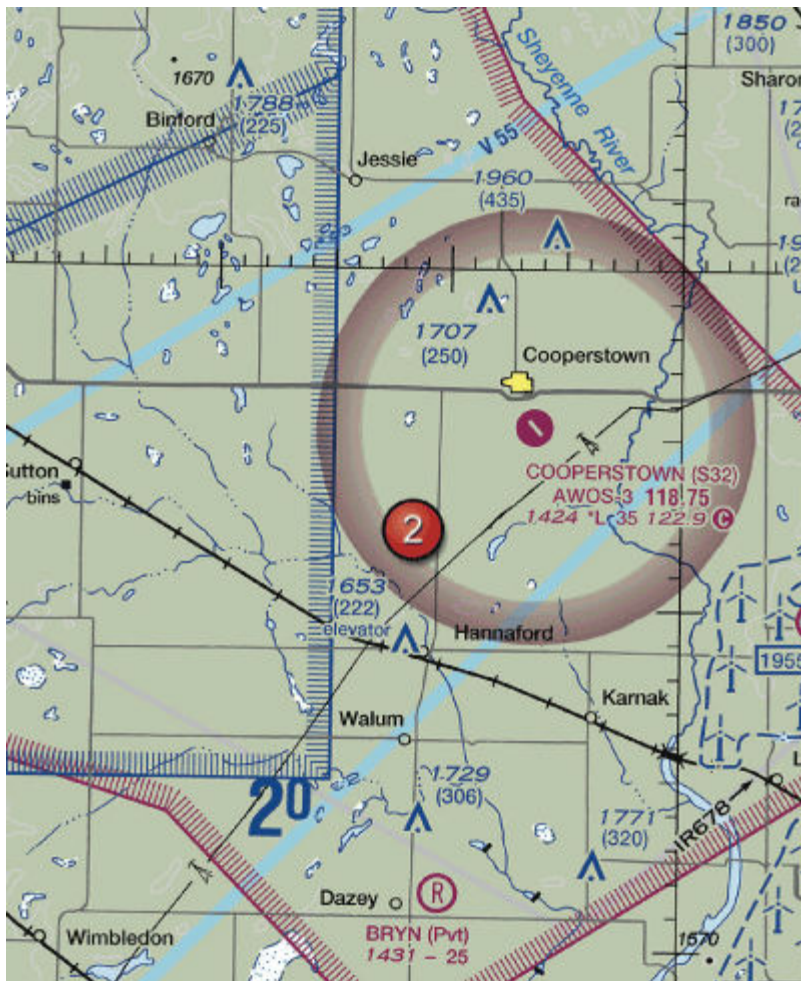 1850
(300)
Sheyenne River
Sharon
1670
1788
(225)
Binford
V 55
Jessie
1960
(435)
1707
(250)
Cooperstown
Sutton
bins
COOPERSTOWN (S32)
AWOS-3 118.75
1424 *L 35 122.9 C
2
1653
(222)
elevator
Hannaford
1955
Karnak
Walum
20
1729
(306)
1771
(320)
IR678
Dazey
R
BRYN (Pvt)
1431 - 25
Wimbledon
1570